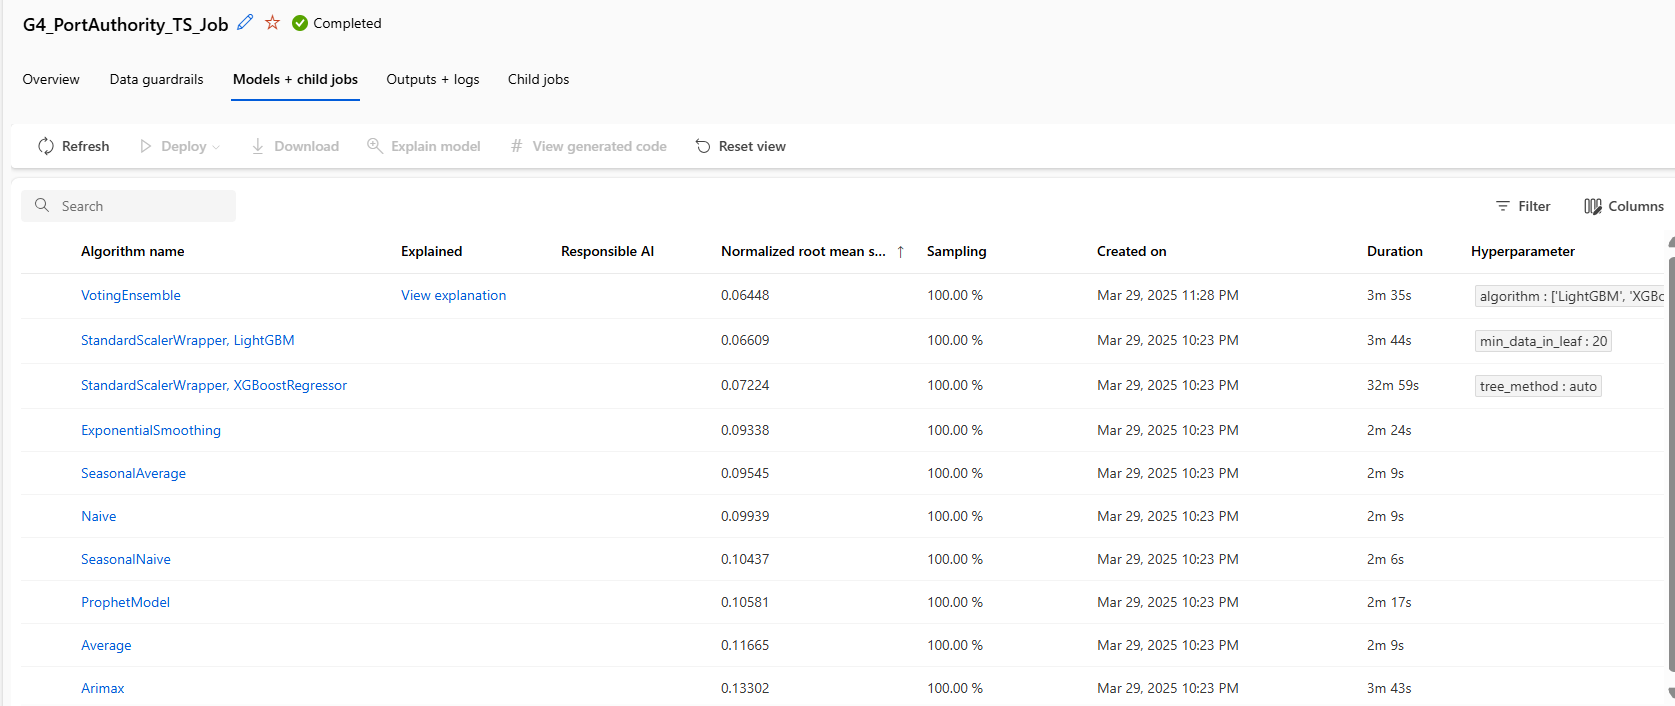 G4_PortAuthority_TS_Job Completed
Overview Data guardrails Models + child jobs Outputs + logs Child jobs
Refresh Deploy Download Explain model # View generated code Reset view
Search Filter Columns
Algorithm name Explained Responsible AI Normalized root mean s... ↑ Sampling Created on Duration Hyperparameter
VotingEnsemble View explanation 0.06448 100.00 % Mar 29, 2025 11:28 PM 3m 35s algorithm : ['LightGBM', 'XGBo
StandardScalerWrapper, LightGBM 0.06609 100.00 % Mar 29, 2025 10:23 PM 3m 44s min_data_in_leaf : 20
StandardScalerWrapper, XGBoostRegressor 0.07224 100.00 % Mar 29, 2025 10:23 PM 32m 59s tree_method : auto
ExponentialSmoothing 0.09338 100.00 % Mar 29, 2025 10:23 PM 2m 24s
SeasonalAverage 0.09545 100.00 % Mar 29, 2025 10:23 PM 2m 9s
Naive 0.09939 100.00 % Mar 29, 2025 10:23 PM 2m 9s
SeasonalNaive 0.10437 100.00 % Mar 29, 2025 10:23 PM 2m 6s
ProphetModel 0.10581 100.00 % Mar 29, 2025 10:23 PM 2m 17s
Average 0.11665 100.00 % Mar 29, 2025 10:23 PM 2m 9s
Arimax 0.13302 100.00 % Mar 29, 2025 10:23 PM 3m 43s